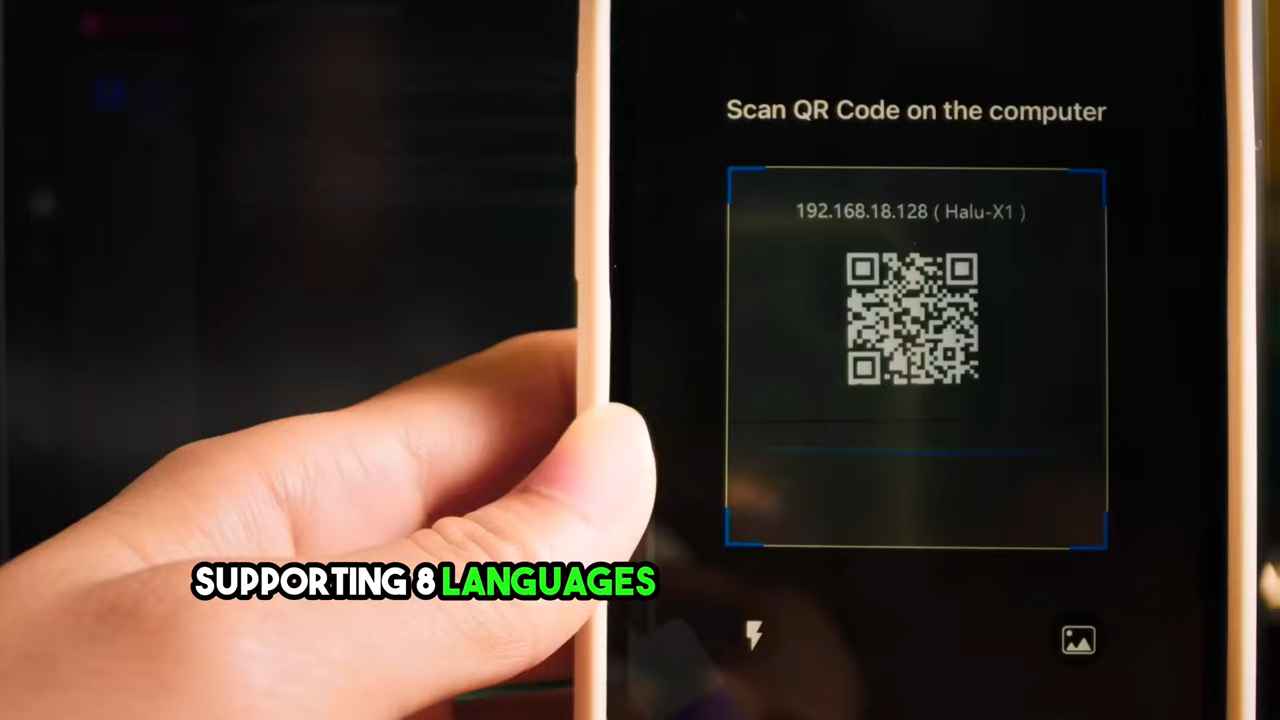 Scan QR Code on the computer
192.168.18.128 ( Halu-X1 )
SUPPORTING 8 LANGUAGES